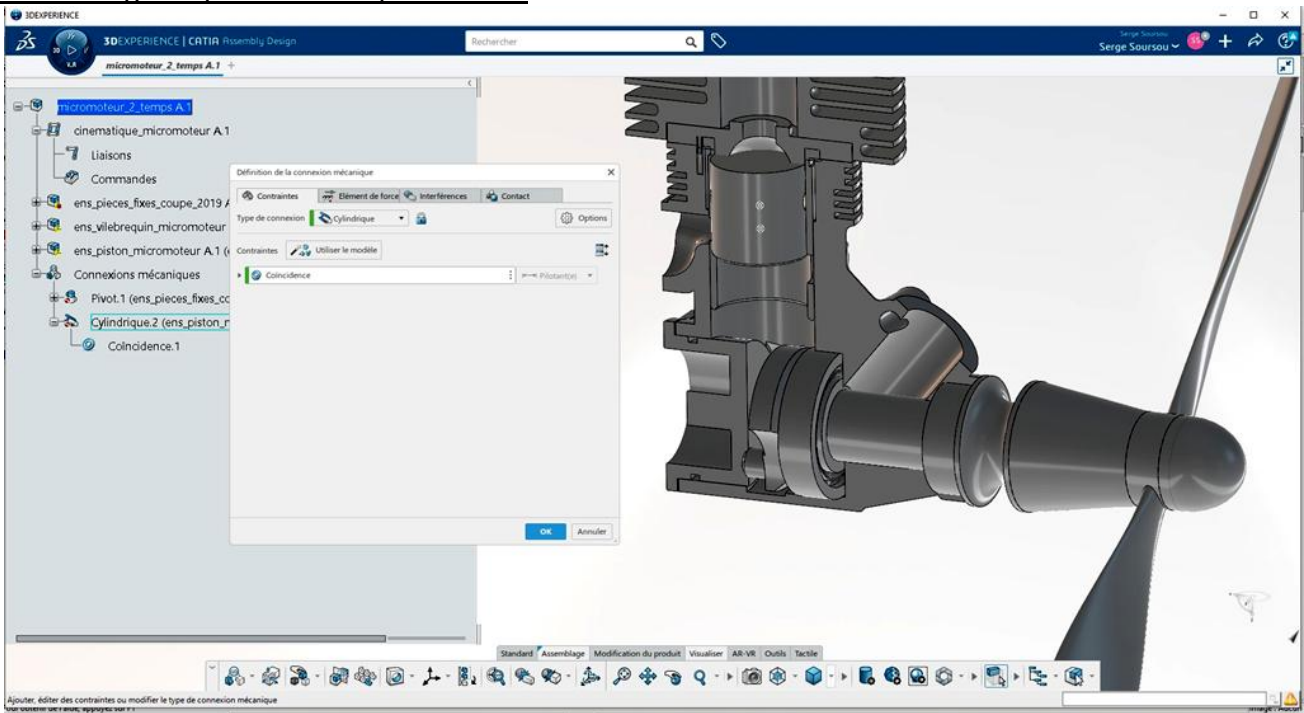 3DEXPERIENCE
3DEXPERIENCE | CATIA Assembly Design
Rechercher
Serge Soursou
Serge Soursou
micromoteur_2_temps A.1
micromoteur_2_temps A.1
cinematique_micromoteur A.1
Liaisons
Commandes
ens_pieces_fixes_coupe_2019 A
ens_vilebrequin_micromoteur
ens_piston_micromoteur A.1 (
Connexions mécaniques
Pivot.1 (ens_pieces_fixes_co
Cylindrique.2 (ens_piston_m
Coïncidence.1
Définition de la connexion mécanique
Contraintes Elément de force Interférences Contact
Type de connexion Cylindrique Options
Contraintes Utiliser le modèle
Coïncidence Pilotant(e)
OK Annuler
Standard Assemblage Modification du produit Visualiser AR-VR Outils Tactile
Ajouter, éditer des contraintes ou modifier le type de connexion mécanique